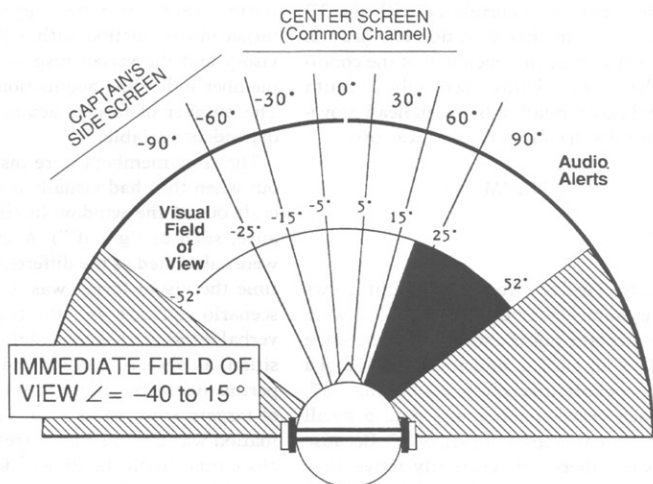 CENTER SCREEN
(Common Channel)
CAPTAIN'S
SIDE SCREEN
-90°
-60°
-30°
0°
30°
60°
90°
Audio
Alerts
Visual
Field
of
View
-52°
-25°
-15°
-5°
5°
15°
25°
52°
IMMEDIATE FIELD OF
VIEW ∠ = −40 to 15 °